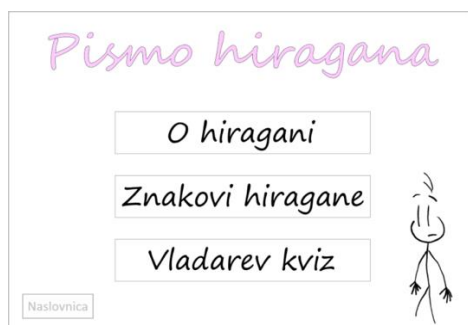 Pismo hiragana
O hiragani
Znakovi hiragane
Vladarev kviz
Naslovnica